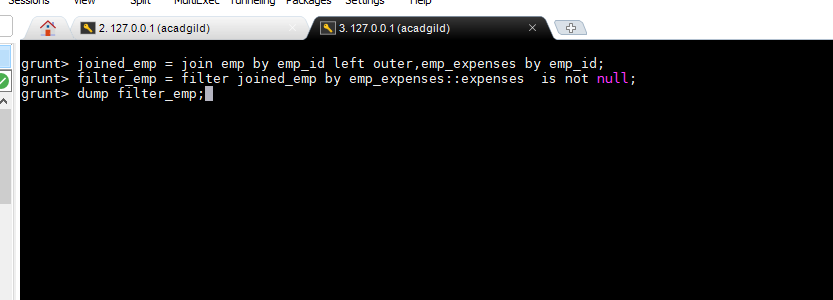 Sessions View Split MultiExec Tunneling Packages Settings Help
2. 127.0.0.1 (acadgild) 3. 127.0.0.1 (acadgild)
grunt> joined_emp = join emp by emp_id left outer,emp_expenses by emp_id;
grunt> filter_emp = filter joined_emp by emp_expenses::expenses  is not null;
grunt> dump filter_emp;